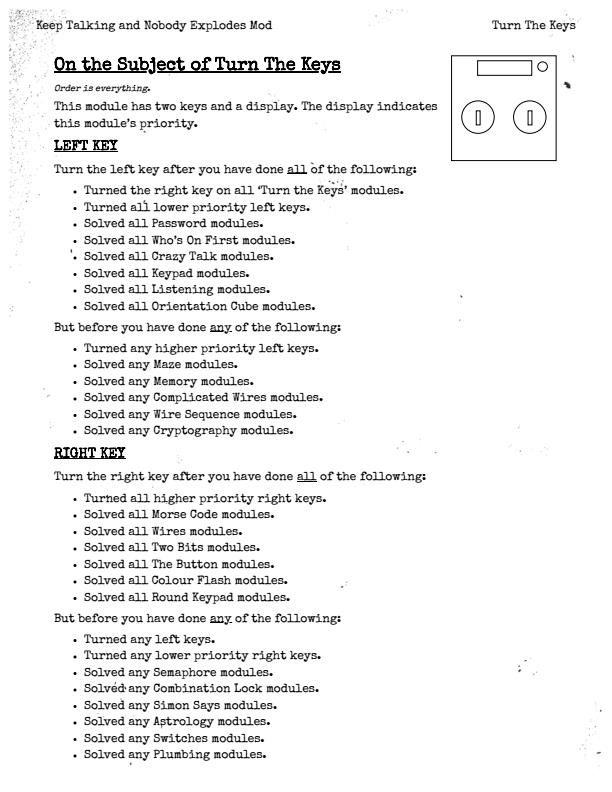 Keep Talking and Nobody Explodes Mod
Turn The Keys
On the Subject of Turn The Keys
Order is everything.
This module has two keys and a display. The display indicates
this module's priority.
LEFT KEY
Turn the left key after you have done all of the following:
• Turned the right key on all 'Turn the Keys' modules.
• Turned all lower priority left keys.
• Solved all Password modules.
• Solved all Who's On First modules.
• Solved all Crazy Talk modules.
• Solved all Keypad modules.
• Solved all Listening modules.
• Solved all Orientation Cube modules.
But before you have done any of the following:
• Turned any higher priority left keys.
• Solved any Maze modules.
• Solved any Memory modules.
• Solved any Complicated Wires modules.
• Solved any Wire Sequence modules.
• Solved any Cryptography modules.
RIGHT KEY
Turn the right key after you have done all of the following:
• Turned all higher priority right keys.
• Solved all Morse Code modules.
• Solved all Wires modules.
• Solved all Two Bits modules.
• Solved all The Button modules.
• Solved all Colour Flash modules.
• Solved all Round Keypad modules.
But before you have done any of the following:
• Turned any left keys.
• Turned any lower priority right keys.
• Solved any Semaphore modules.
• Solved any Combination Lock modules.
• Solved any Simon Says modules.
• Solved any Astrology modules.
• Solved any Switches modules.
• Solved any Plumbing modules.